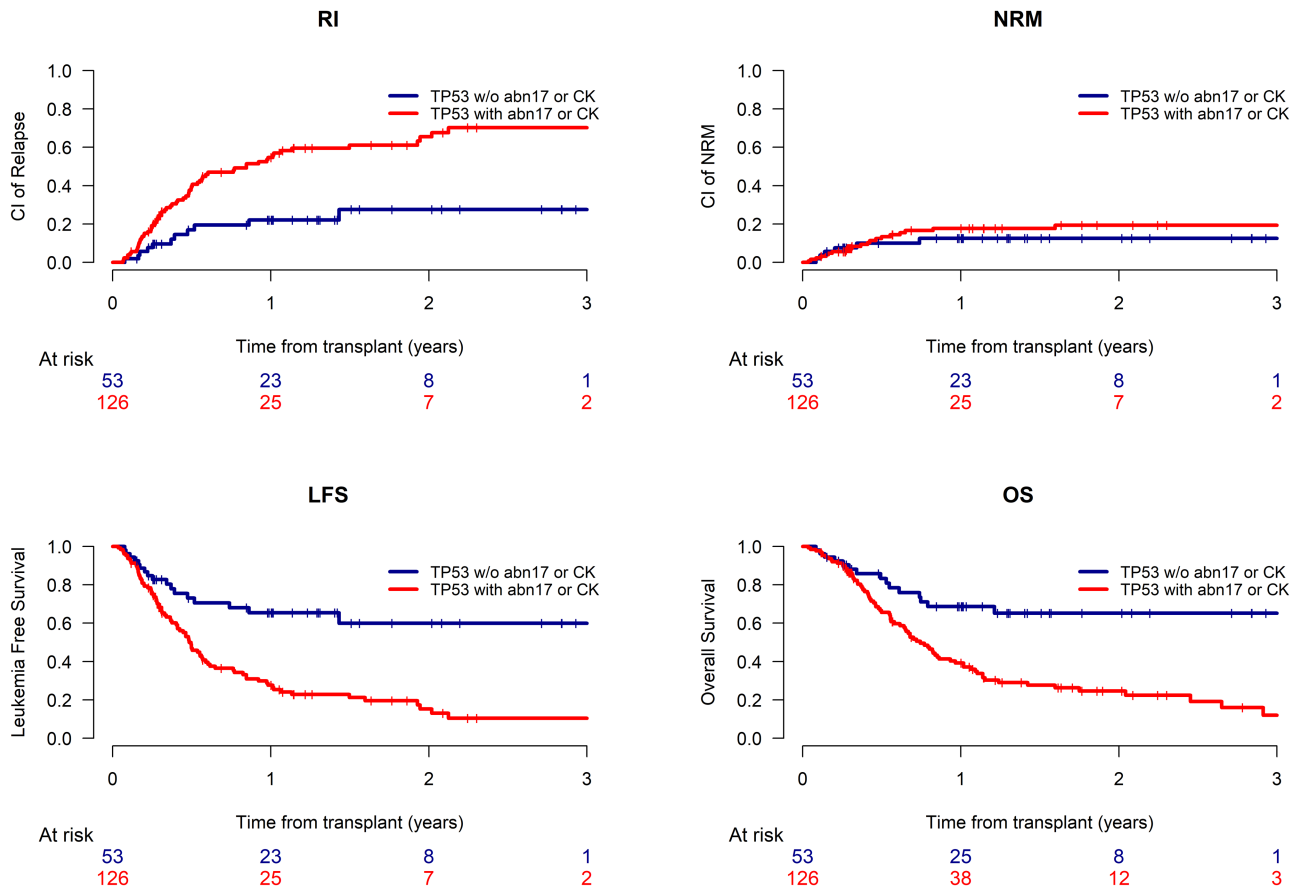 RI
CI of Relapse
1.0
0.8
0.6
0.4
0.2
0.0
TP53 w/o abn17 or CK
TP53 with abn17 or CK
0 1 2 3
Time from transplant (years)
At risk
53 23 8 1
126 25 7 2
NRM
CI of NRM
1.0
0.8
0.6
0.4
0.2
0.0
TP53 w/o abn17 or CK
TP53 with abn17 or CK
0 1 2 3
Time from transplant (years)
At risk
53 23 8 1
126 25 7 2
LFS
Leukemia Free Survival
1.0
0.8
0.6
0.4
0.2
0.0
TP53 w/o abn17 or CK
TP53 with abn17 or CK
0 1 2 3
Time from transplant (years)
At risk
53 23 8 1
126 25 7 2
OS
Overall Survival
1.0
0.8
0.6
0.4
0.2
0.0
TP53 w/o abn17 or CK
TP53 with abn17 or CK
0 1 2 3
Time from transplant (years)
At risk
53 25 8 1
126 38 12 3